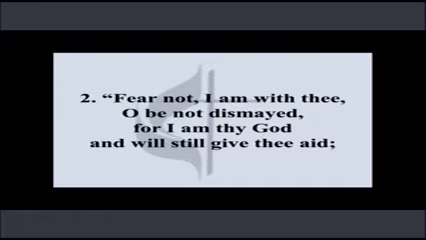 2. “Fear not, I am with thee,
O be not dismayed,
for I am thy God
and will still give thee aid;